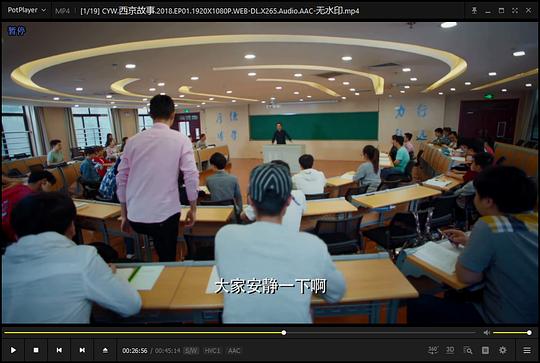 PotPlayer MP4 [1/19] CYW.西京故事.2018.EP01.1920X1080P.WEB-DL.X265.Audio.AAC-无水印.mp4
暂停
力行
大家安静一下啊
00:26:56 / 00:45:14 S/W HVC1 AAC 360° 3D